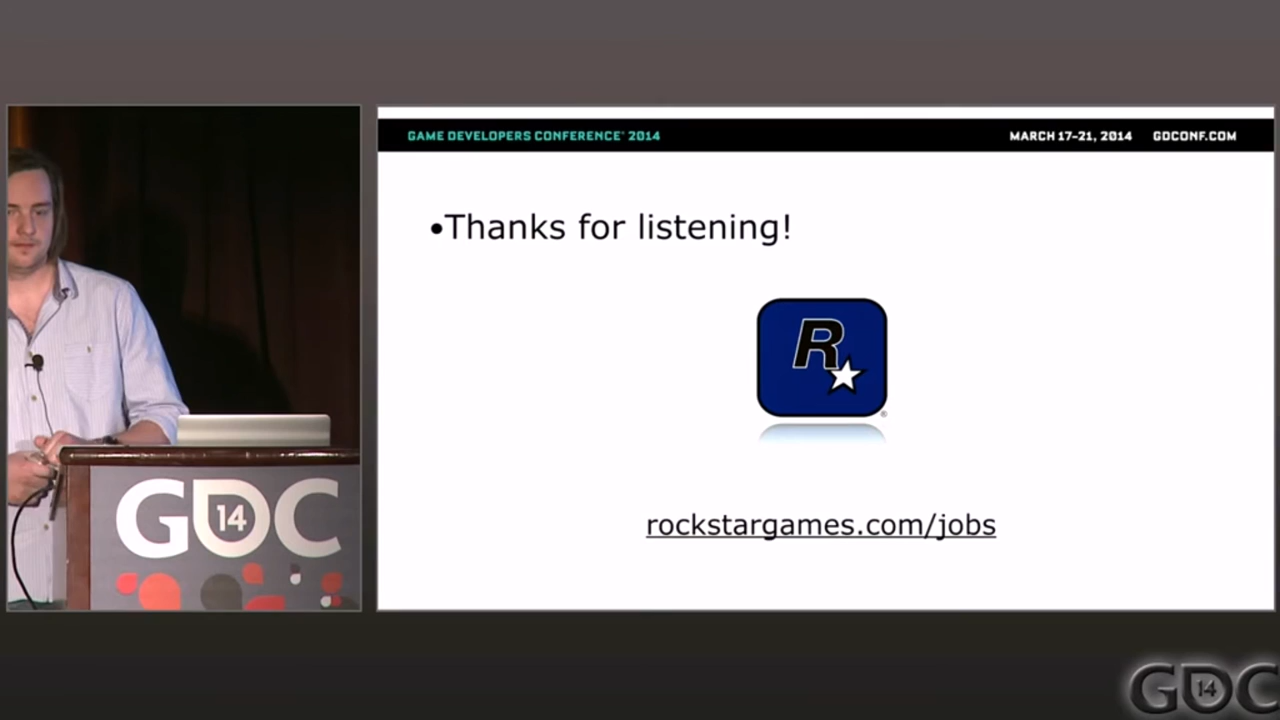 GAME DEVELOPERS CONFERENCE® 2014
MARCH 17-21, 2014 GDCONF.COM
•Thanks for listening!
R
®
rockstargames.com/jobs
GDC
14
GDC
14